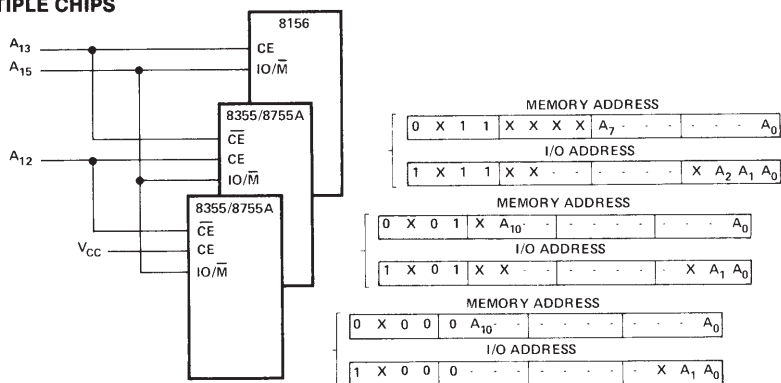 TIPLE CHIPS
8156
A13
CE
A15
IO/M̅
8355/8755A
C̅E̅
A12
CE
IO/M̅
8355/8755A
C̅E̅
VCC
CE
IO/M̅
MEMORY ADDRESS
0 X 1 1 X X X X A7 - - - - - - A0
I/O ADDRESS
1 X 1 1 X X - - - - - - X A2 A1 A0
MEMORY ADDRESS
0 X 0 1 X A10 - - - - - - - - - A0
I/O ADDRESS
1 X 0 1 X X - - - - - - - X A1 A0
MEMORY ADDRESS
0 X 0 0 0 A10 - - - - - - - - - A0
I/O ADDRESS
1 X 0 0 0 - - - - - - - - X A1 A0